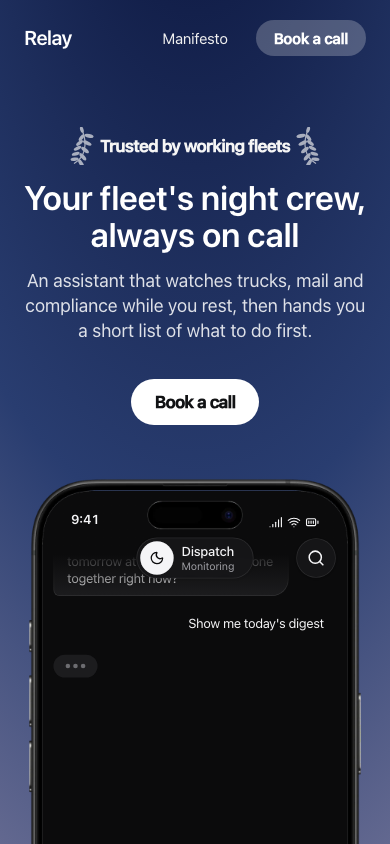 Relay
Manifesto
Book a call
Trusted by working fleets
Your fleet's night crew,
always on call
An assistant that watches trucks, mail and
compliance while you rest, then hands you
a short list of what to do first.
Book a call
9:41
Dispatch
Monitoring
tomorrow at one
together right now?
Show me today's digest